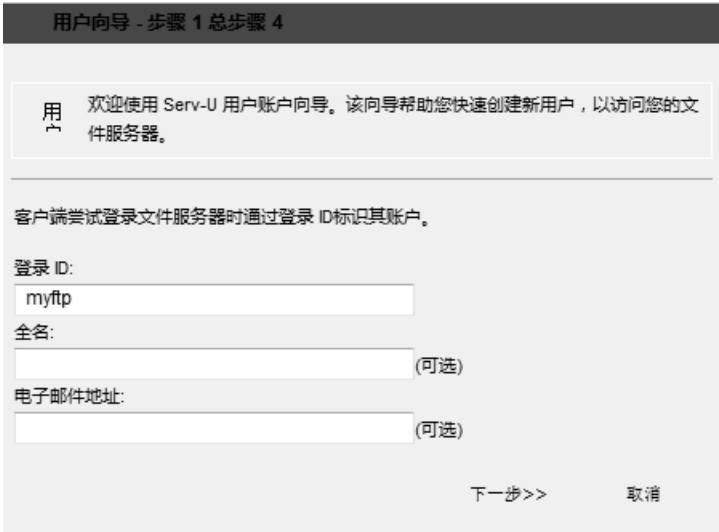 用户向导 - 步骤 1 总步骤 4
用户
欢迎使用 Serv-U 用户账户向导。该向导帮助您快速创建新用户，以访问您的文
件服务器。
客户端尝试登录文件服务器时通过登录 ID标识其账户。
登录 ID:
myftp
全名:
(可选)
电子邮件地址:
(可选)
下一步>> 取消